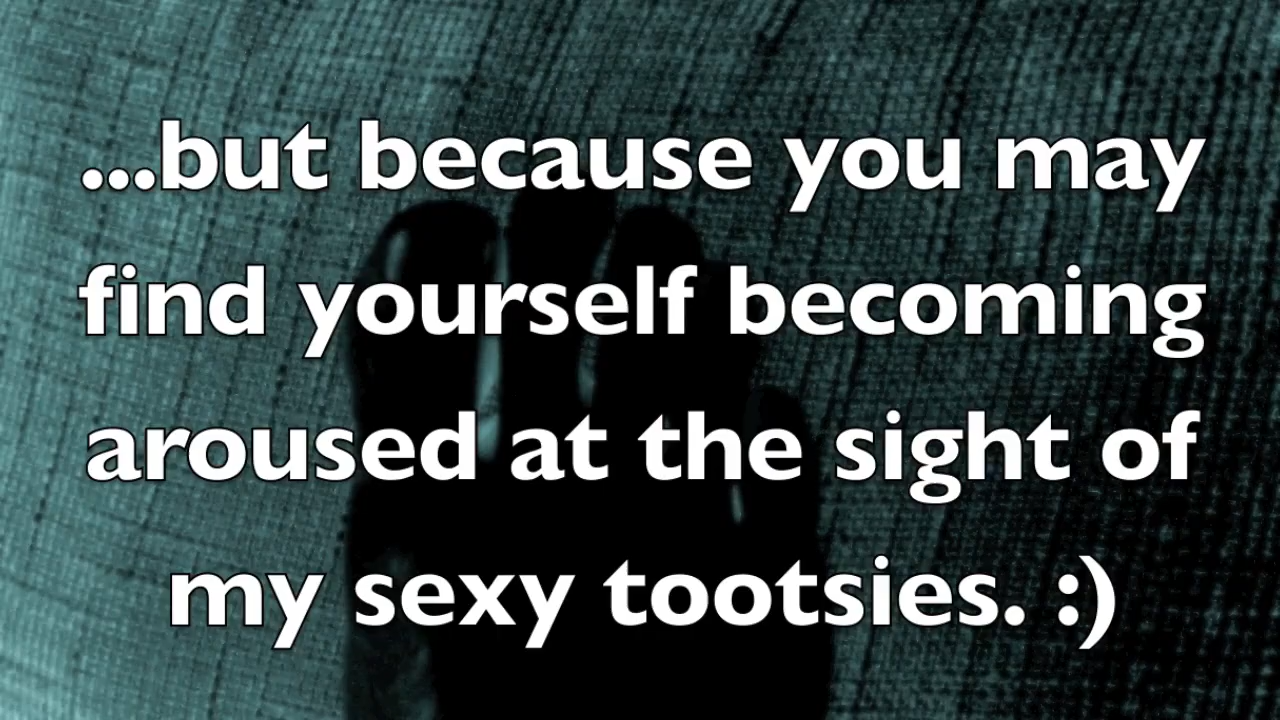 ...but because you may
find yourself becoming
aroused at the sight of
my sexy tootsies. :)